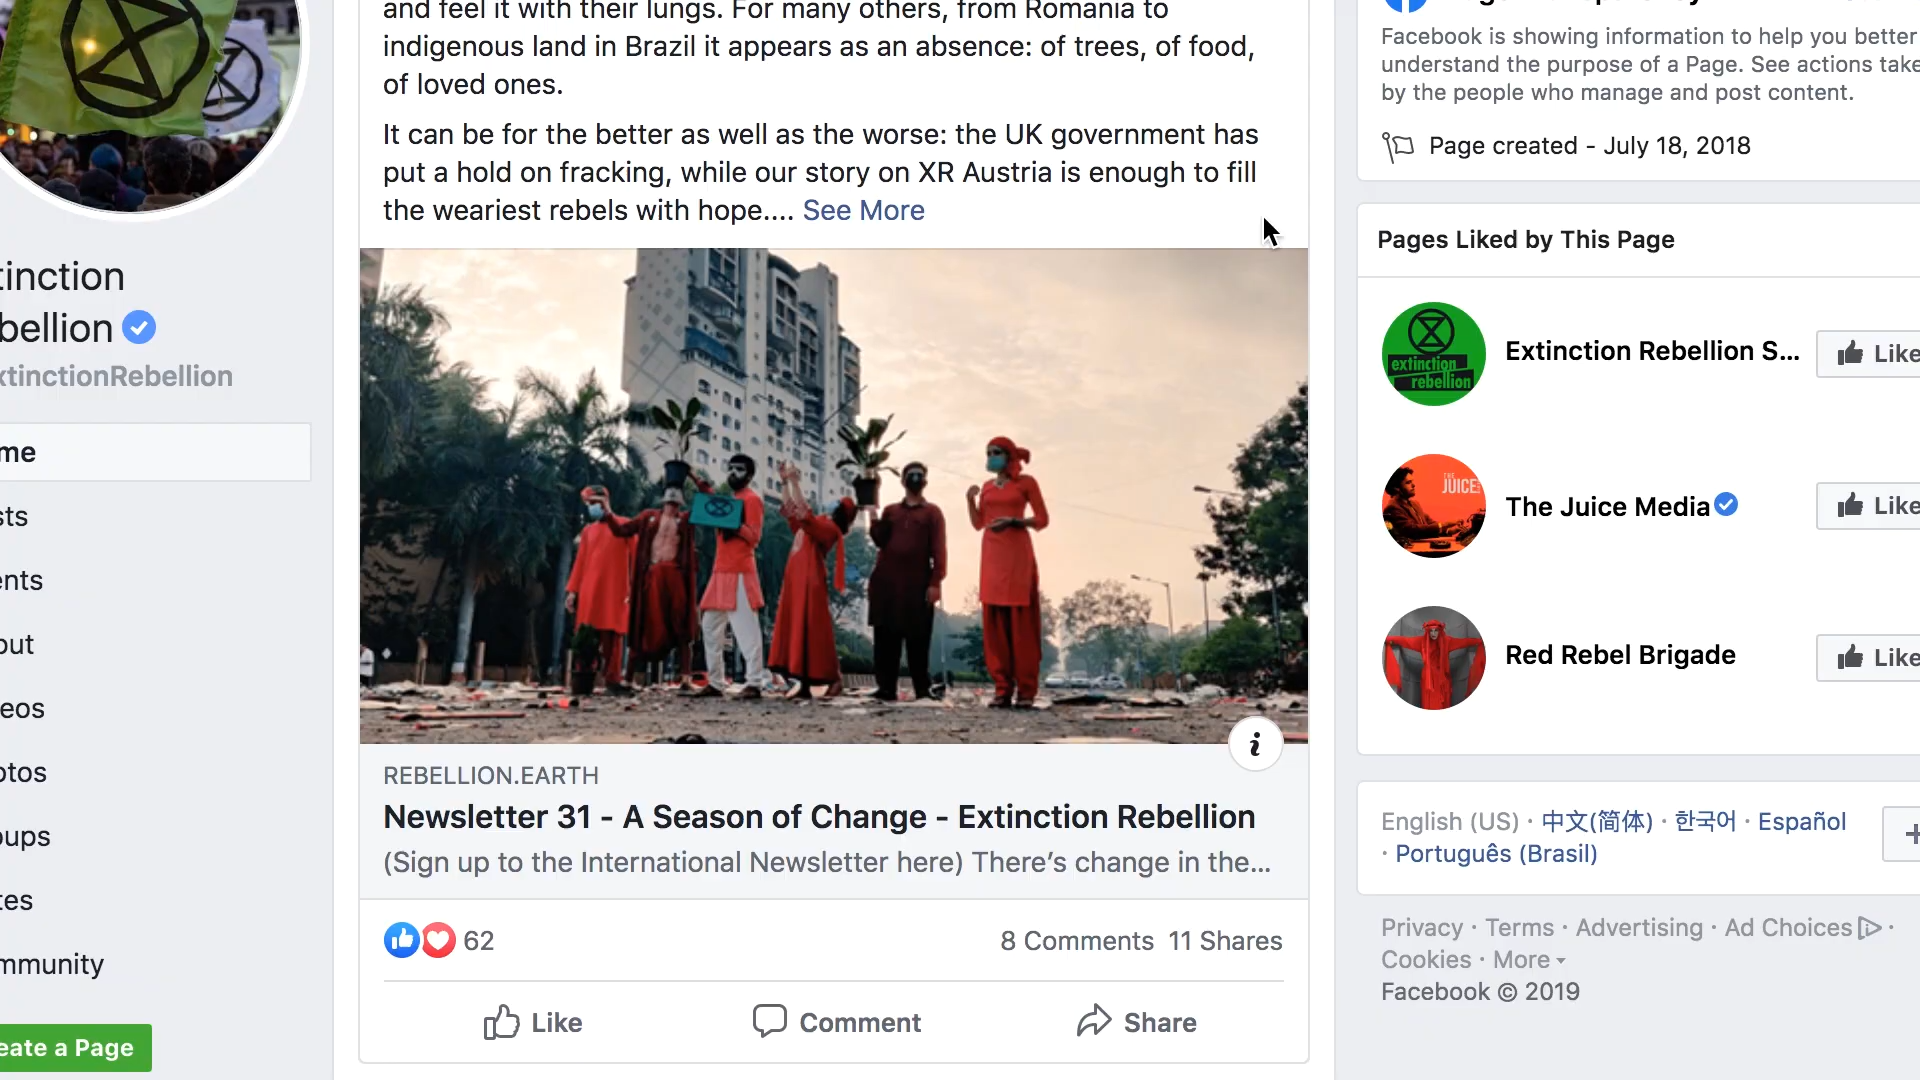 tinction
bellion
xtinctionRebellion
me
sts
ents
out
eos
otos
oups
tes
mmunity
eate a Page
and feel it with their lungs. For many others, from Romania to
indigenous land in Brazil it appears as an absence: of trees, of food,
of loved ones.
It can be for the better as well as the worse: the UK government has
put a hold on fracking, while our story on XR Austria is enough to fill
the weariest rebels with hope.... See More
REBELLION.EARTH
Newsletter 31 - A Season of Change - Extinction Rebellion
(Sign up to the International Newsletter here) There’s change in the...
62
8 Comments 11 Shares
Like Comment Share
Facebook is showing information to help you better
understand the purpose of a Page. See actions take
by the people who manage and post content.
Page created - July 18, 2018
Pages Liked by This Page
extinction
rebellion
Extinction Rebellion S... Like
THE
JUICE
The Juice Media Like
Red Rebel Brigade Like
English (US) · 中文(简体) · 한국어 · Español
· Português (Brasil)
Privacy · Terms · Advertising · Ad Choices ·
Cookies · More
Facebook © 2019